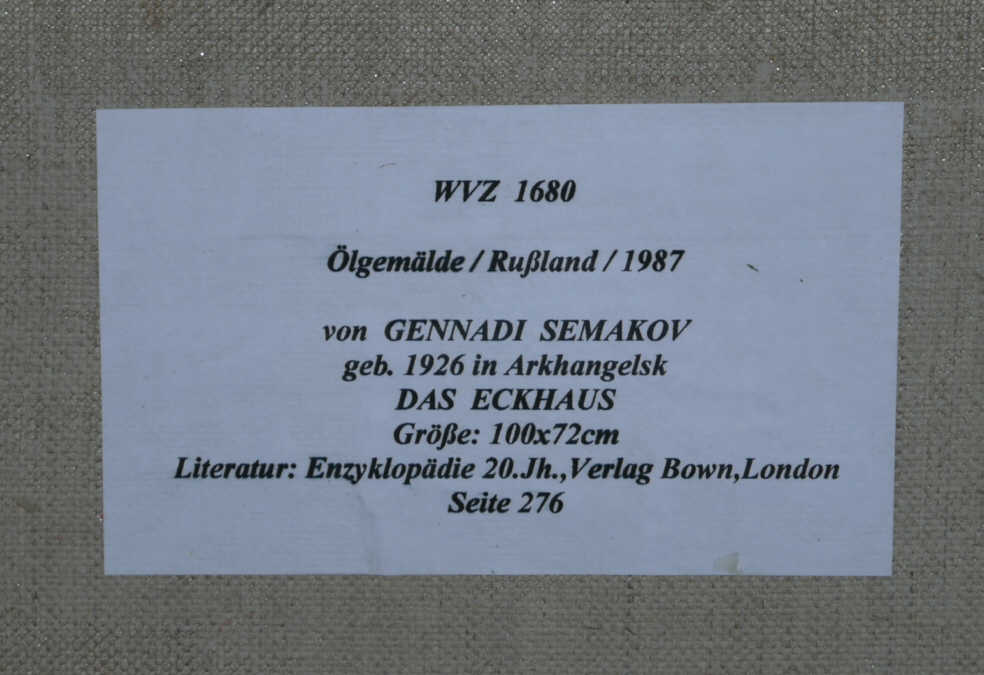 WVZ 1680
Ölgemälde / Rußland / 1987
von GENNADI SEMAKOV
geb. 1926 in Arkhangelsk
DAS ECKHAUS
Größe: 100x72cm
Literatur: Enzyklopädie 20.Jh.,Verlag Bown,London
Seite 276